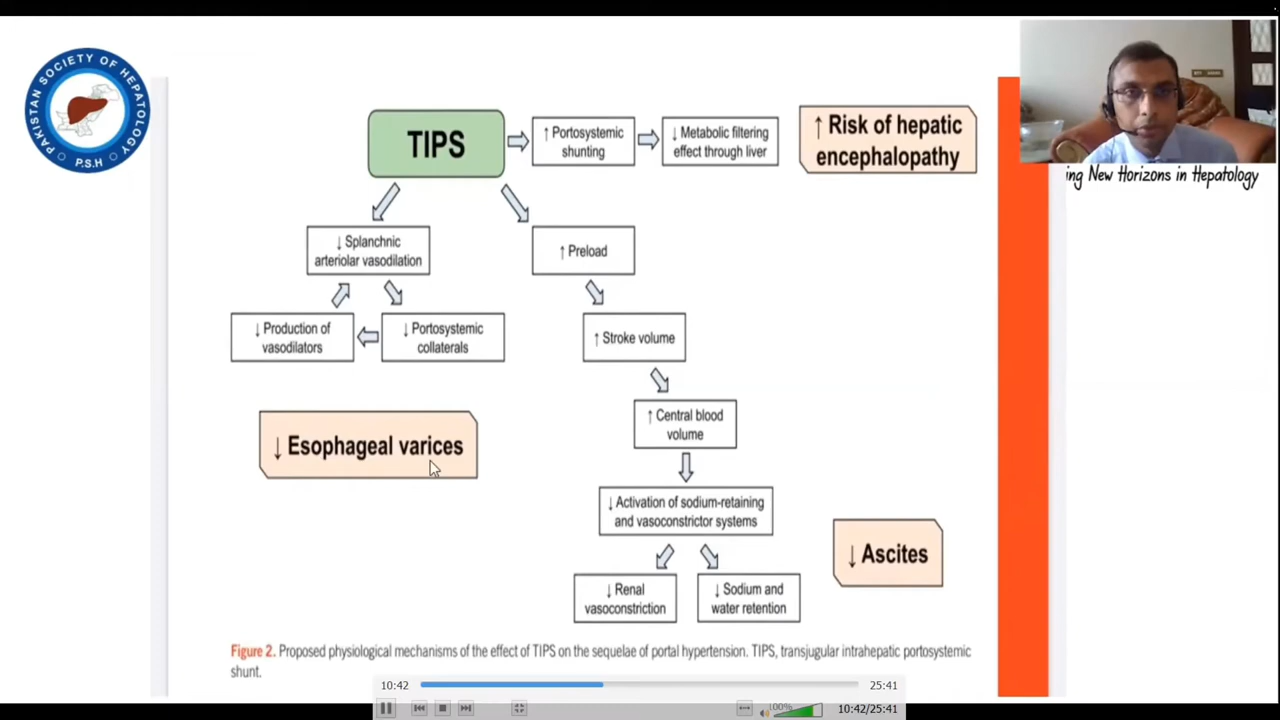 PAKISTAN SOCIETY OF HEPATOLOGY
P.S.H
TIPS
↑ Portosystemic
shunting
↓ Metabolic filtering
effect through liver
↑ Risk of hepatic
encephalopathy
ing New Horizons in Hepatology
↓ Splanchnic
arteriolar vasodilation
↑ Preload
↓ Production of
vasodilators
↓ Portosystemic
collaterals
↑ Stroke volume
↓ Esophageal varices
↑ Central blood
volume
↓ Activation of sodium-retaining
and vasoconstrictor systems
↓ Ascites
↓ Renal
vasoconstriction
↓ Sodium and
water retention
Figure 2. Proposed physiological mechanisms of the effect of TIPS on the sequelae of portal hypertension. TIPS, transjugular intrahepatic portosystemic
shunt.
10:42
25:41
100%
10:42/25:41